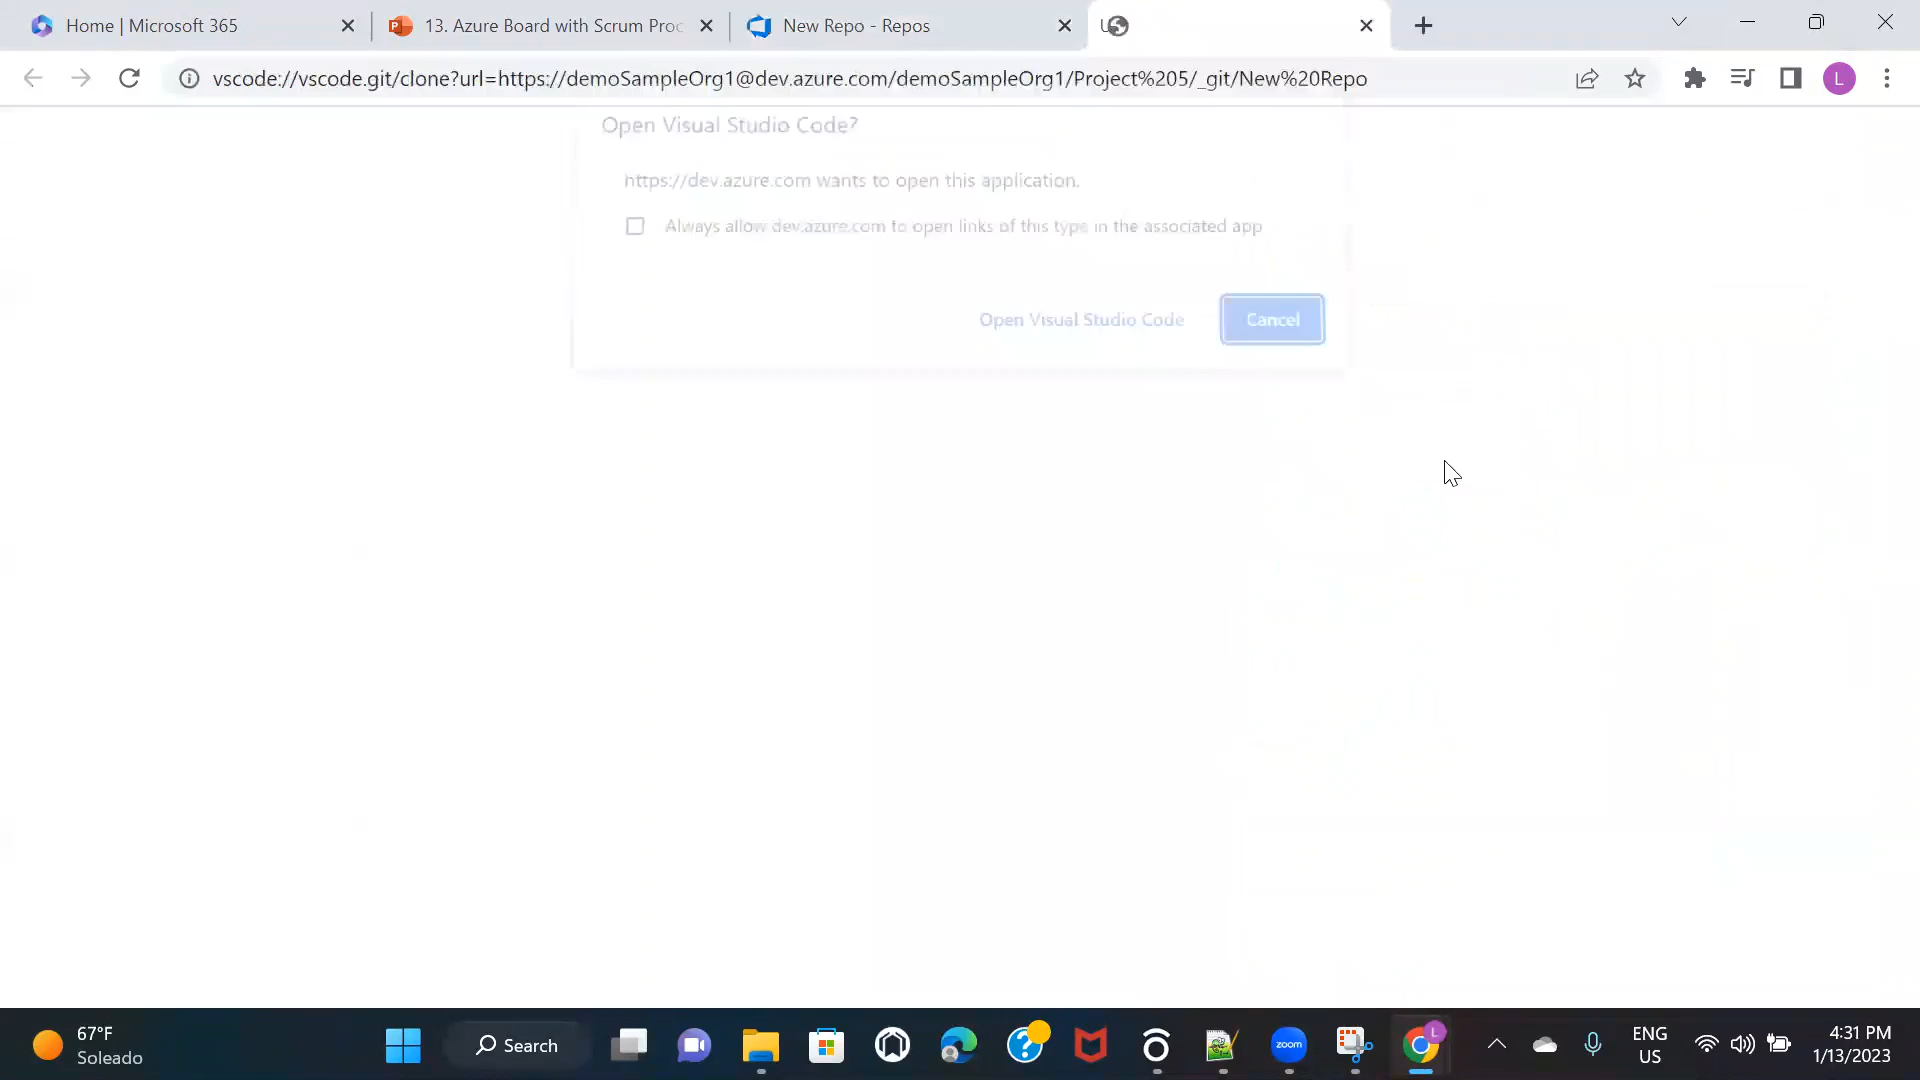 Home | Microsoft 365
13. Azure Board with Scrum Proc
New Repo - Repos
U
vscode://vscode.git/clone?url=https://demoSampleOrg1@dev.azure.com/demoSampleOrg1/Project%205/_git/New%20Repo
L
Open Visual Studio Code?
https://dev.azure.com wants to open this application.
Always allow dev.azure.com to open links of this type in the associated app
Open Visual Studio Code
Cancel
67°F
Soleado
Search
zoom
L
ENG
US
4:31 PM
1/13/2023